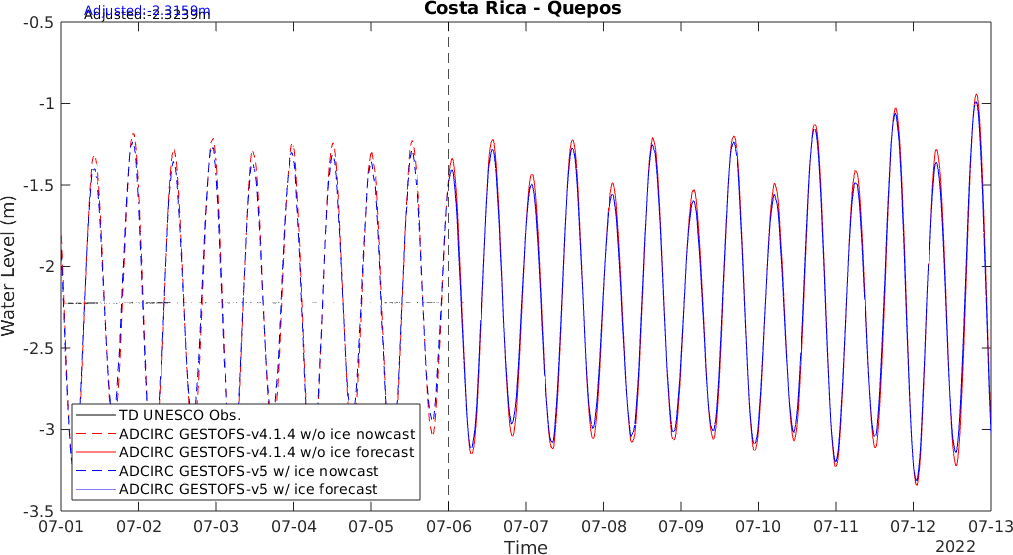 Costa Rica - Quepos
Adjusted: -2.3159m
Adjusted: -2.3259m
-0.5
-1
-1.5
-2
-2.5
-3
-3.5
Water Level (m)
TD UNESCO Obs.
ADCIRC GESTOFS-v4.1.4 w/o ice nowcast
ADCIRC GESTOFS-v4.1.4 w/o ice forecast
ADCIRC GESTOFS-v5 w/ ice nowcast
ADCIRC GESTOFS-v5 w/ ice forecast
07-01 07-02 07-03 07-04 07-05 07-06 07-07 07-08 07-09 07-10 07-11 07-12 07-13
Time
2022